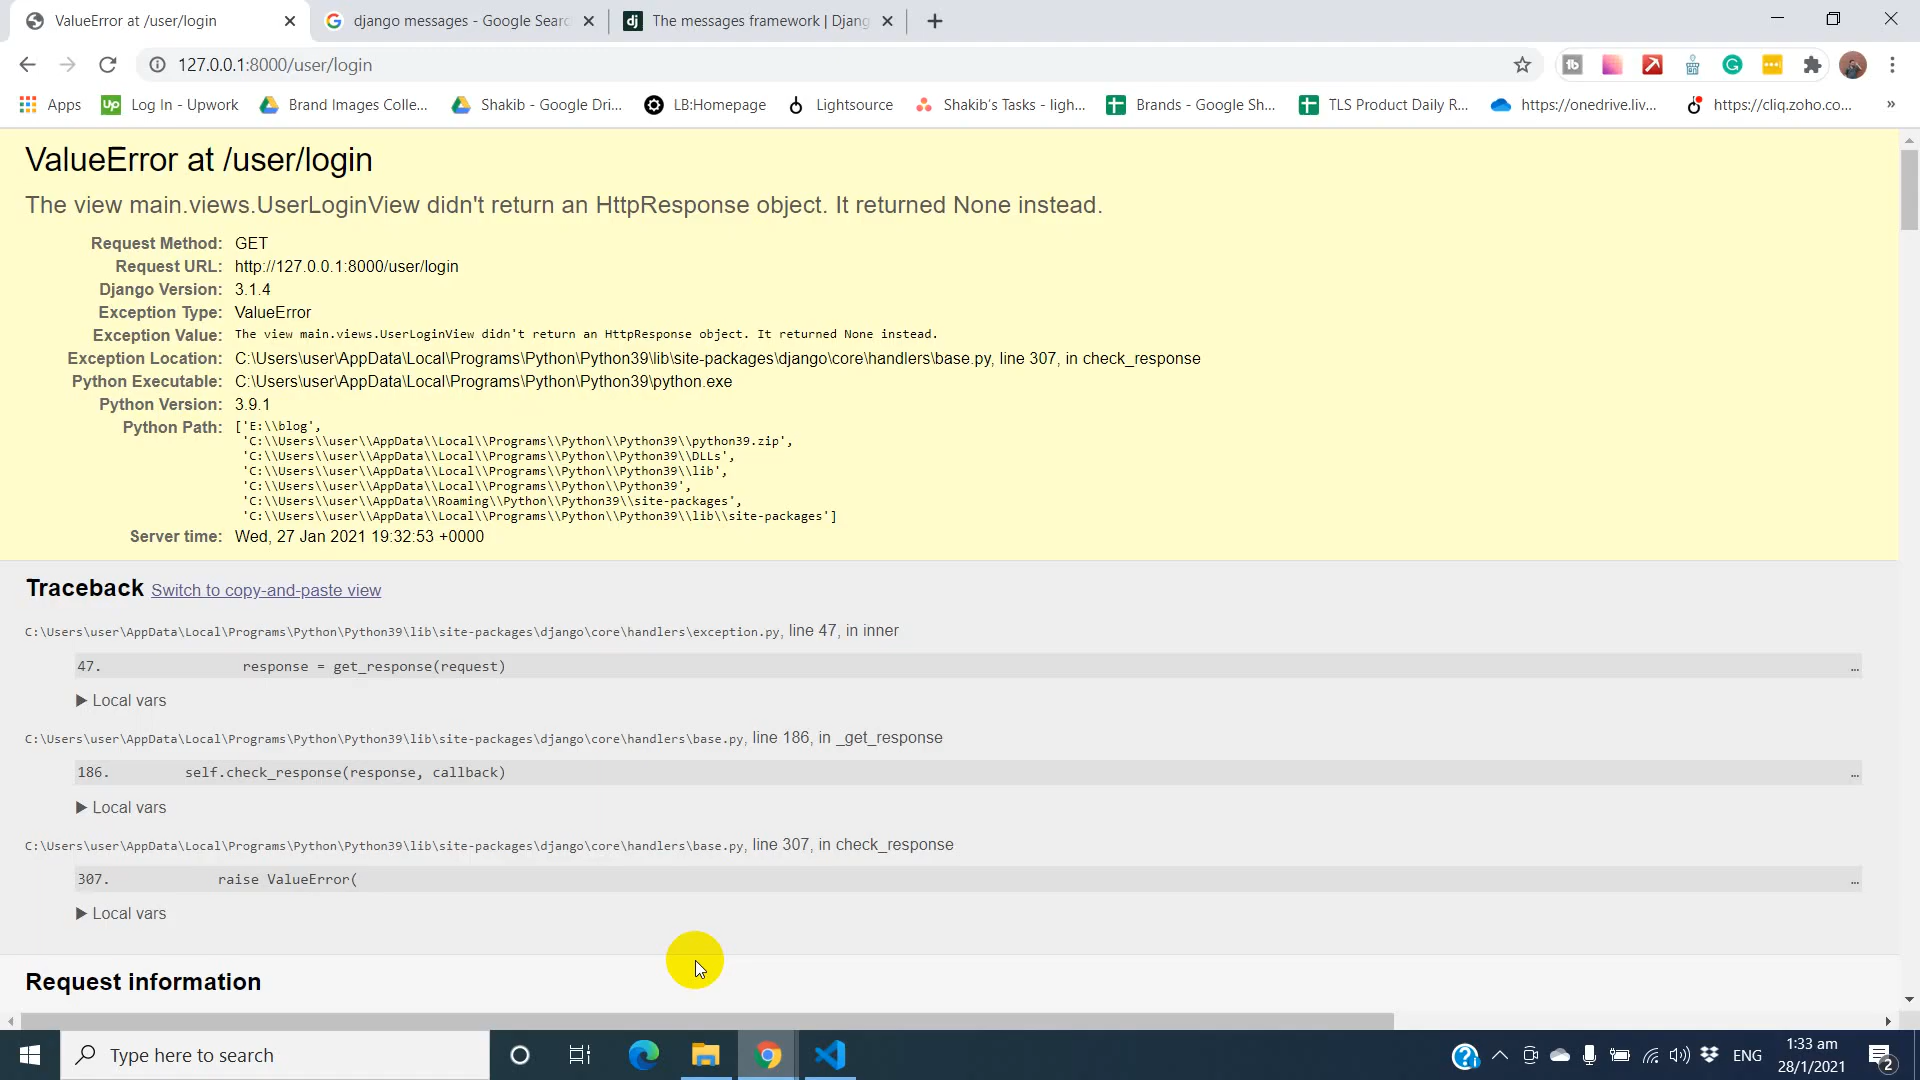 ValueError at /user/login
django messages - Google Searc
The messages framework | Djang
127.0.0.1:8000/user/login
Apps
Log In - Upwork
Brand Images Colle...
Shakib - Google Dri...
LB:Homepage
Lightsource
Shakib's Tasks - ligh...
Brands - Google Sh...
TLS Product Daily R...
https://onedrive.liv...
https://cliq.zoho.co...
»
ValueError at /user/login
The view main.views.UserLoginView didn't return an HttpResponse object. It returned None instead.
Request Method: GET
Request URL: http://127.0.0.1:8000/user/login
Django Version: 3.1.4
Exception Type: ValueError
Exception Value: The view main.views.UserLoginView didn't return an HttpResponse object. It returned None instead.
Exception Location: C:\Users\user\AppData\Local\Programs\Python\Python39\lib\site-packages\django\core\handlers\base.py, line 307, in check_response
Python Executable: C:\Users\user\AppData\Local\Programs\Python\Python39\python.exe
Python Version: 3.9.1
Python Path: ['E:\\blog',
'C:\\Users\\user\\AppData\\Local\\Programs\\Python\\Python39\\python39.zip',
'C:\\Users\\user\\AppData\\Local\\Programs\\Python\\Python39\\DLLs',
'C:\\Users\\user\\AppData\\Local\\Programs\\Python\\Python39\\lib',
'C:\\Users\\user\\AppData\\Local\\Programs\\Python\\Python39',
'C:\\Users\\user\\AppData\\Roaming\\Python\\Python39\\site-packages',
'C:\\Users\\user\\AppData\\Local\\Programs\\Python\\Python39\\lib\\site-packages']
Server time: Wed, 27 Jan 2021 19:32:53 +0000
Traceback Switch to copy-and-paste view
C:\Users\user\AppData\Local\Programs\Python\Python39\lib\site-packages\django\core\handlers\exception.py, line 47, in inner
47. response = get_response(request) …
▶ Local vars
C:\Users\user\AppData\Local\Programs\Python\Python39\lib\site-packages\django\core\handlers\base.py, line 186, in _get_response
186. self.check_response(response, callback) …
▶ Local vars
C:\Users\user\AppData\Local\Programs\Python\Python39\lib\site-packages\django\core\handlers\base.py, line 307, in check_response
307. raise ValueError( …
▶ Local vars
Request information
Type here to search
ENG
1:33 am
28/1/2021
2